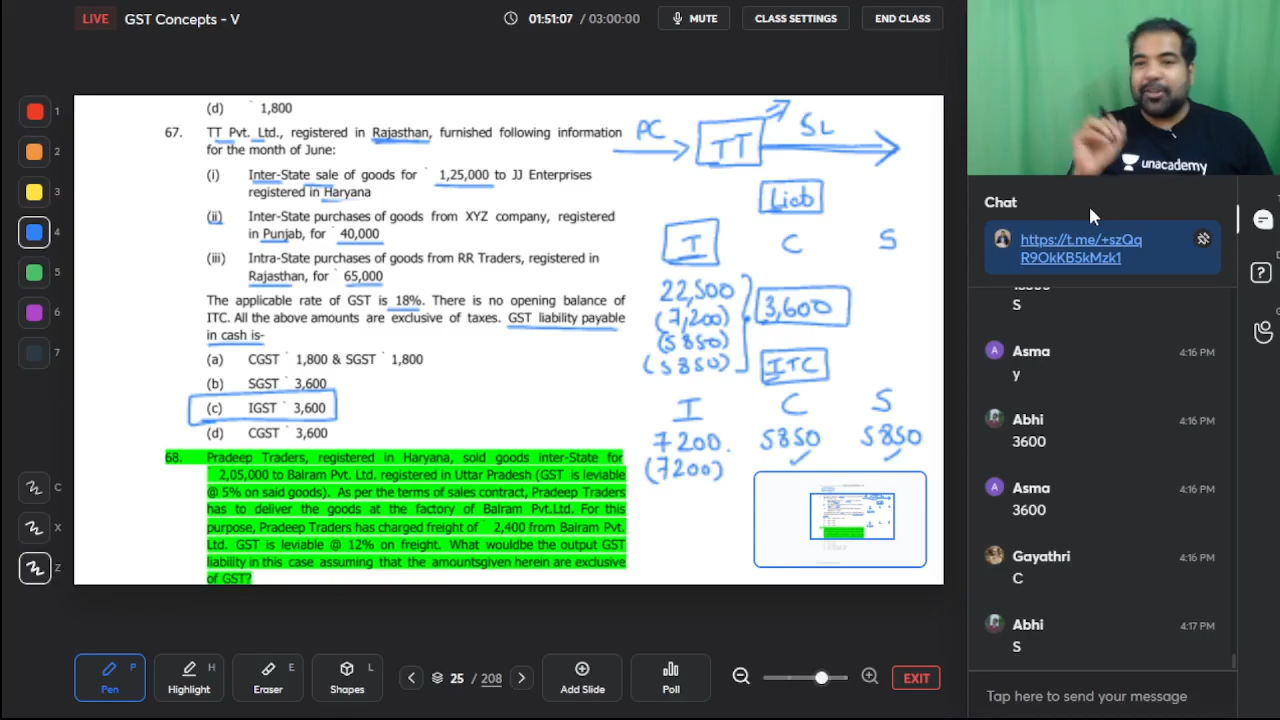 LIVE GST Concepts - V 01:51:07 / 03:00:00 MUTE CLASS SETTINGS END CLASS
1
2
3
4
5
6
7
C
X
Z
(d) ` 1,800
67. TT Pvt. Ltd., registered in Rajasthan, furnished following information
for the month of June:
(i) Inter-State sale of goods for ` 1,25,000 to JJ Enterprises
registered in Haryana
(ii) Inter-State purchases of goods from XYZ company, registered
in Punjab, for ` 40,000
(iii) Intra-State purchases of goods from RR Traders, registered in
Rajasthan, for ` 65,000
The applicable rate of GST is 18%. There is no opening balance of
ITC. All the above amounts are exclusive of taxes. GST liability payable
in cash is-
(a) CGST ` 1,800 & SGST ` 1,800
(b) SGST ` 3,600
(c) IGST ` 3,600
(d) CGST ` 3,600
68. Pradeep Traders, registered in Haryana, sold goods inter-State for
` 2,05,000 to Balram Pvt. Ltd. registered in Uttar Pradesh (GST is leviable
@ 5% on said goods). As per the terms of sales contract, Pradeep Traders
has to deliver the goods at the factory of Balram Pvt.Ltd. For this
purpose, Pradeep Traders has charged freight of ` 2,400 from Balram Pvt.
Ltd. GST is leviable @ 12% on freight. What wouldbe the output GST
liability in this case assuming that the amountsgiven herein are exclusive
of GST?
PC TT SL
Liab
I C S
22,500
(7,200) 3,600
(5850)
(5850) ITC
I C S
7200. 5850 5850
(7200)
unacademy
Chat
https://t.me/+szQq
R9OkKB5kMzk1
S
A Asma 4:16 PM
y
Abhi 4:16 PM
3600
A Asma 4:16 PM
3600
Gayathri 4:16 PM
C
Abhi 4:17 PM
S
Tap here to send your message
P H E L
Pen Highlight Eraser Shapes 25 / 208 Add Slide Poll EXIT